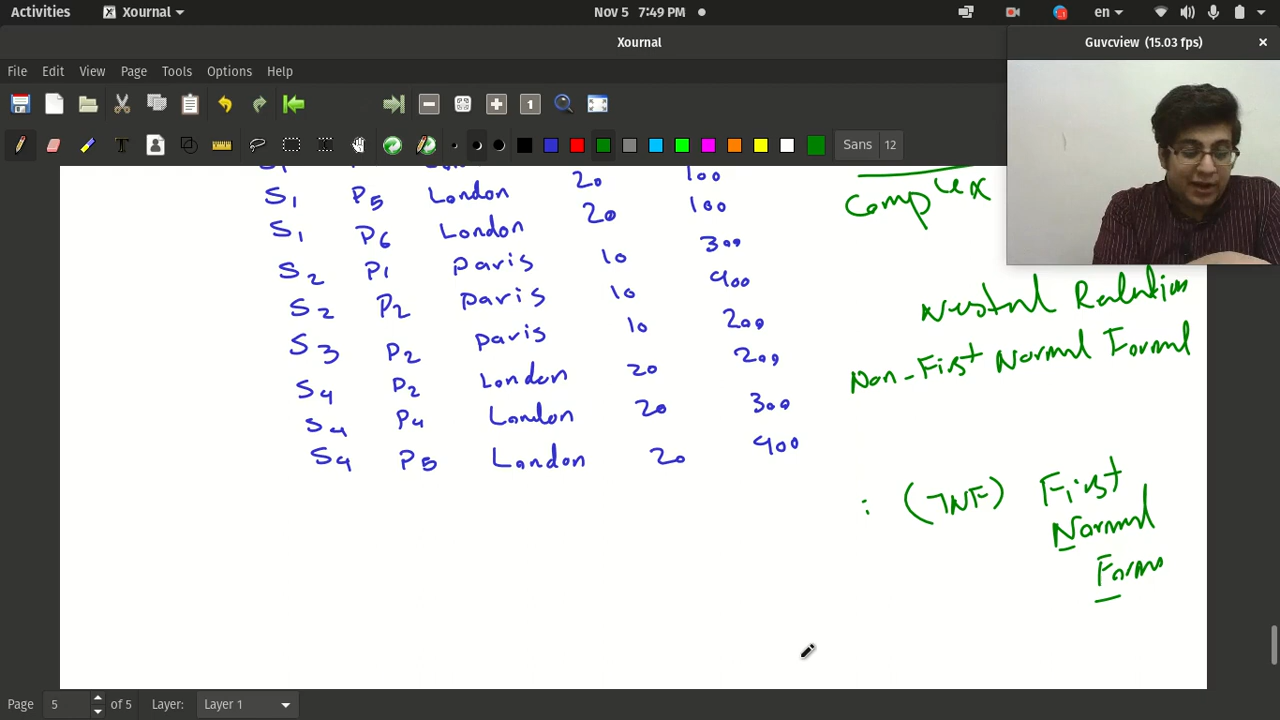 Activities Xournal Nov 5 7:49 PM en
Xournal
Guvcview (15.03 fps)
File Edit View Page Tools Options Help
Sans 12
S1 P5 London 20 100
S1 P6 London 20 100
S2 P1 Paris 10 300
S2 P2 Paris 10 400
S3 P2 Paris 10 200
S4 P2 London 20 200
S4 P4 London 20 300
S4 P5 London 20 400
Complex
Relation
Non-First Normal Formal
: (1NF) First
Normal
Forms
Page 5 of 5 Layer: Layer 1